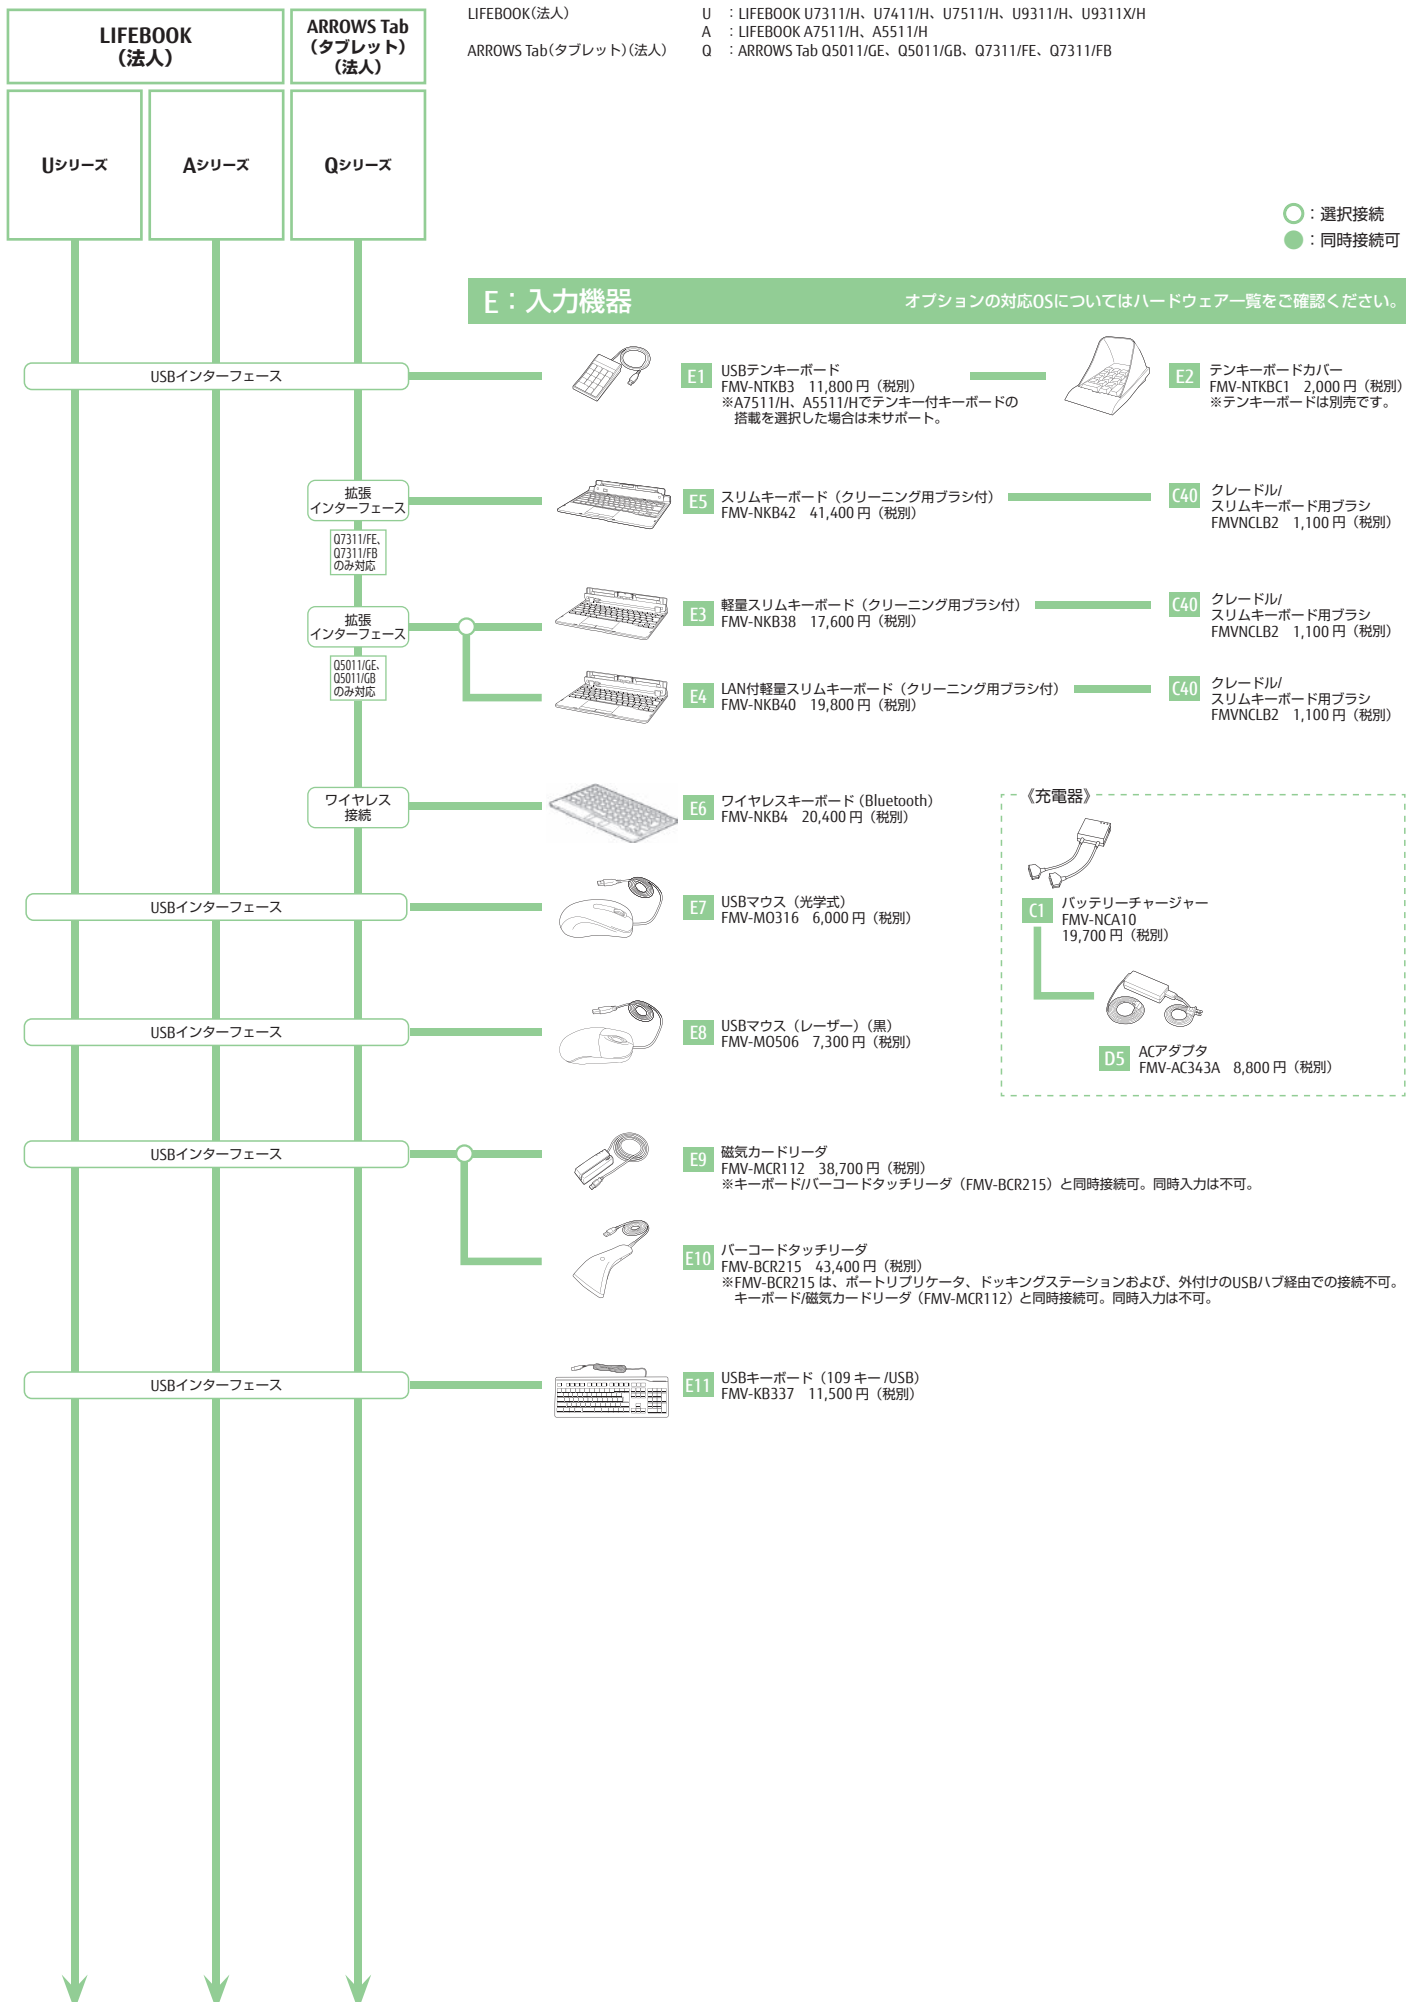 LIFEBOOK
（法人）
ARROWS Tab
（タブレット）
（法人）
LIFEBOOK(法人） U ：LIFEBOOK U7311/H、U7411/H、U7511/H、U9311/H、U9311X/H
A ：LIFEBOOK A7511/H、A5511/H
ARROWS Tab(タブレット)(法人） Q ：ARROWS Tab Q5011/GE、Q5011/GB、Q7311/FE、Q7311/FB
Uシリーズ
Aシリーズ
Qシリーズ
：選択接続
：同時接続可
E：入力機器 オプションの対応OSについてはハードウェア一覧をご確認ください。
USBインターフェース
E1 USBテンキーボード
FMV-NTKB3 11,800 円（税別）
※A7511/H、A5511/Hでテンキー付キーボードの
搭載を選択した場合は未サポート。
E2 テンキーボードカバー
FMV-NTKBC1 2,000 円（税別）
※テンキーボードは別売です。
拡張
インターフェース
Q7311/FE、
Q7311/FB
のみ対応
E5 スリムキーボード（クリーニング用ブラシ付）
FMV-NKB42 41,400 円（税別）
C40 クレードル/
スリムキーボード用ブラシ
FMVNCLB2 1,100 円（税別）
拡張
インターフェース
Q5011/GE、
Q5011/GB
のみ対応
E3 軽量スリムキーボード（クリーニング用ブラシ付）
FMV-NKB38 17,600 円（税別）
C40 クレードル/
スリムキーボード用ブラシ
FMVNCLB2 1,100 円（税別）
E4 LAN付軽量スリムキーボード（クリーニング用ブラシ付）
FMV-NKB40 19,800 円（税別）
C40 クレードル/
スリムキーボード用ブラシ
FMVNCLB2 1,100 円（税別）
ワイヤレス
接続
E6 ワイヤレスキーボード（Bluetooth）
FMV-NKB4 20,400 円（税別）
《充電器》
C1 バッテリーチャージャー
FMV-NCA10
19,700 円（税別）
D5 ACアダプタ
FMV-AC343A 8,800 円（税別）
USBインターフェース
E7 USBマウス（光学式）
FMV-MO316 6,000 円（税別）
USBインターフェース
E8 USBマウス（レーザー）（黒）
FMV-MO506 7,300 円（税別）
USBインターフェース
E9 磁気カードリーダ
FMV-MCR112 38,700 円（税別）
※キーボード/バーコードタッチリーダ（FMV-BCR215）と同時接続可。同時入力は不可。
E10 バーコードタッチリーダ
FMV-BCR215 43,400 円（税別）
※FMV-BCR215 は、ポートリプリケータ、ドッキングステーションおよび、外付けのUSBハブ経由での接続不可。
キーボード/磁気カードリーダ（FMV-MCR112）と同時接続可。同時入力は不可。
USBインターフェース
E11 USBキーボード（109 キー /USB）
FMV-KB337 11,500 円（税別）